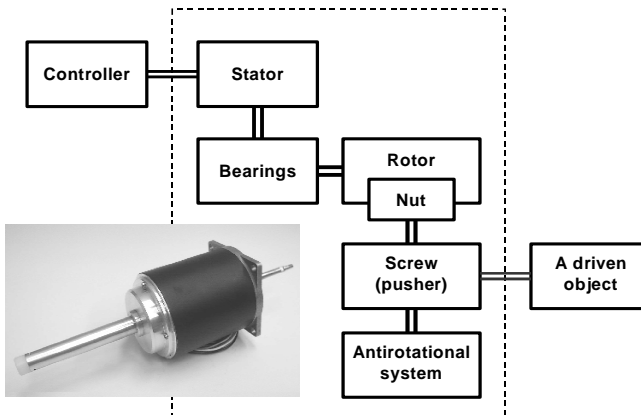 Controller
Stator
Bearings
Rotor
Nut
Screw
(pusher)
A driven
object
Antirotational
system